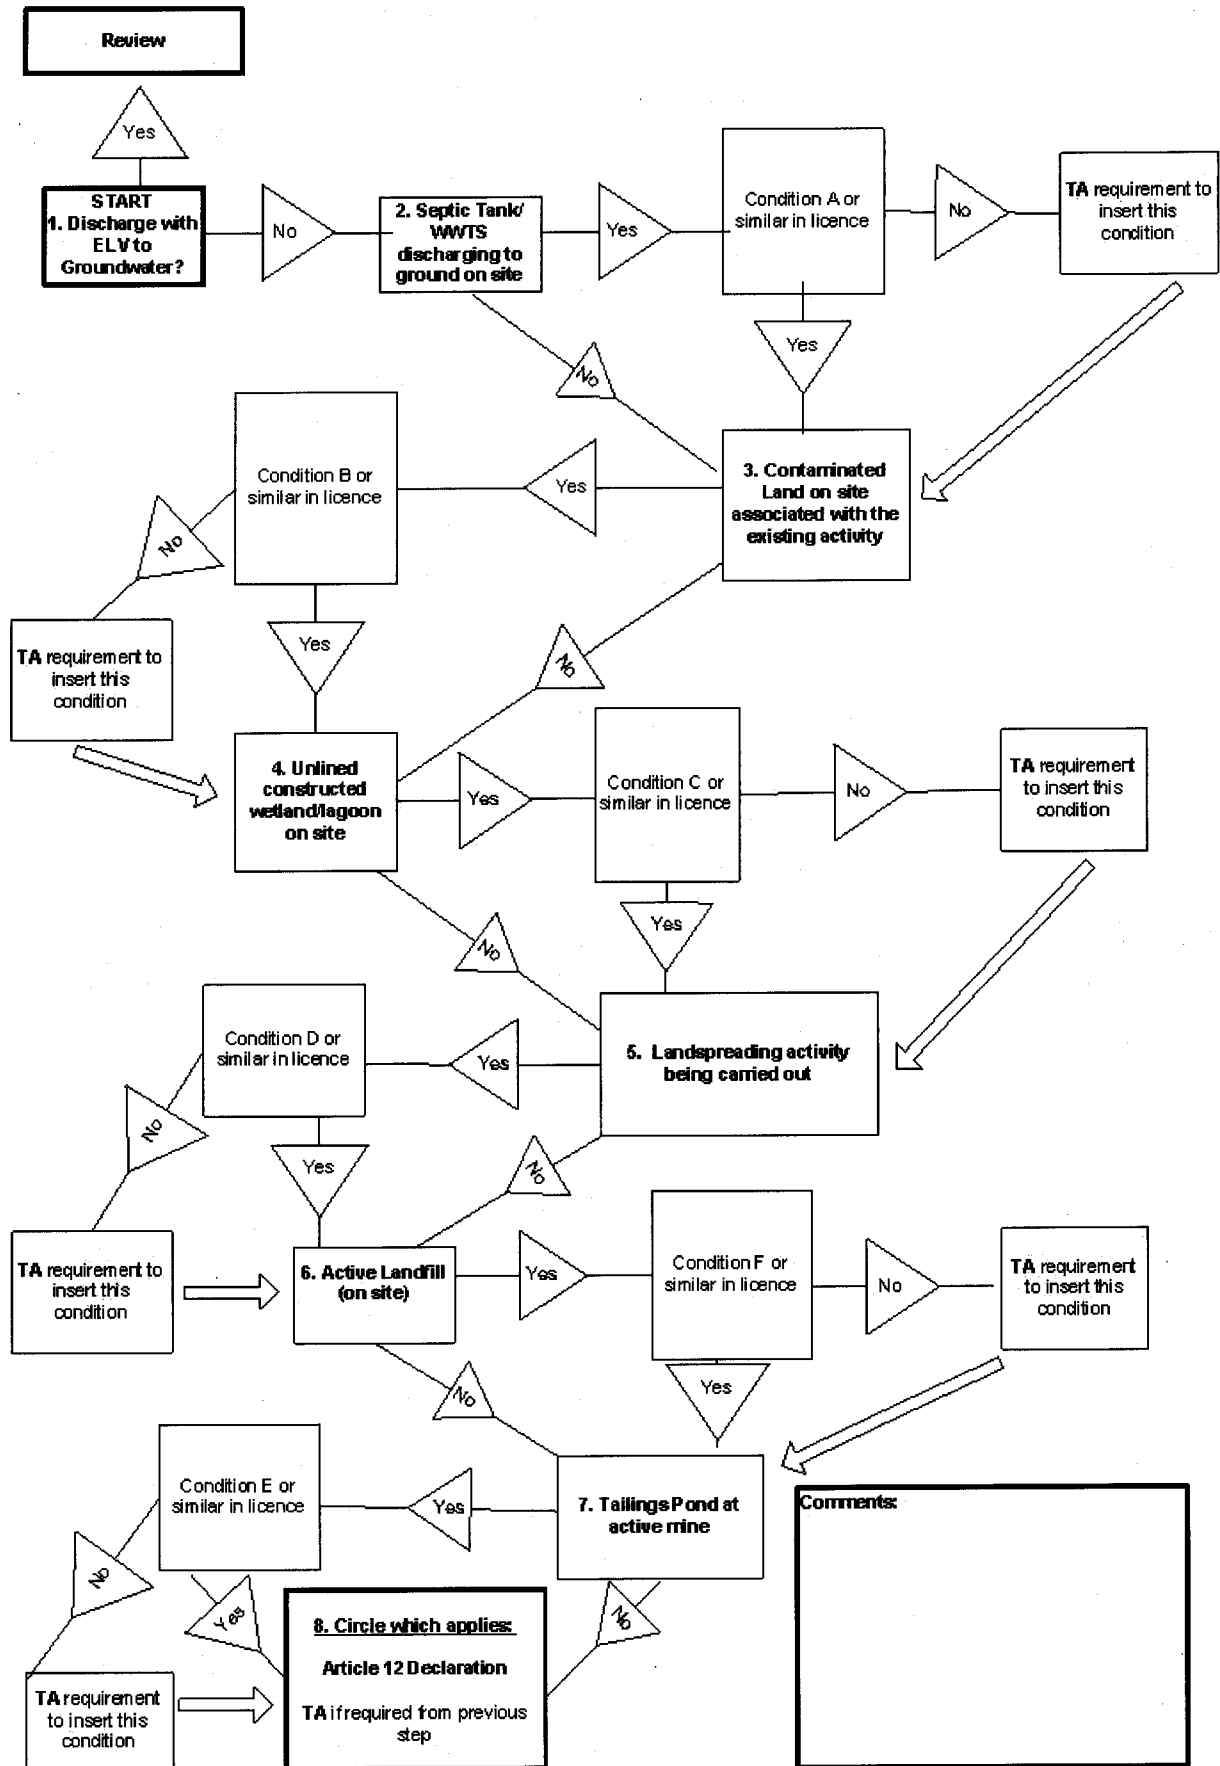 Review
Yes
START
1. Discharge with
ELV to
Groundwater?
No
2. Septic Tank/
WWTS
discharging to
ground on site
Yes
Condition A or
similar in licence
No
TA requirement to
insert this
condition
Yes
No
3. Contaminated
Land on site
associated with the
existing activity
Yes
Condition B or
similar in licence
No
TA requirement to
insert this
condition
Yes
No
4. Unlined
constructed
wetland/lagoon
on site
Yes
Condition C or
similar in licence
No
TA requirement
to insert this
condition
Yes
No
5. Landspreading activity
being carried out
Yes
Condition D or
similar in licence
No
TA requirement to
insert this
condition
Yes
No
6. Active Landfill
(on site)
Yes
Condition F or
similar in licence
No
TA requirement
to insert this
condition
Yes
No
7. Tailings Pond at
active mine
Yes
Condition E or
similar in licence
No
TA requirement
to insert this
condition
Yes
No
8. Circle which applies:
Article 12 Declaration
TA if required from previous
step
Comments: